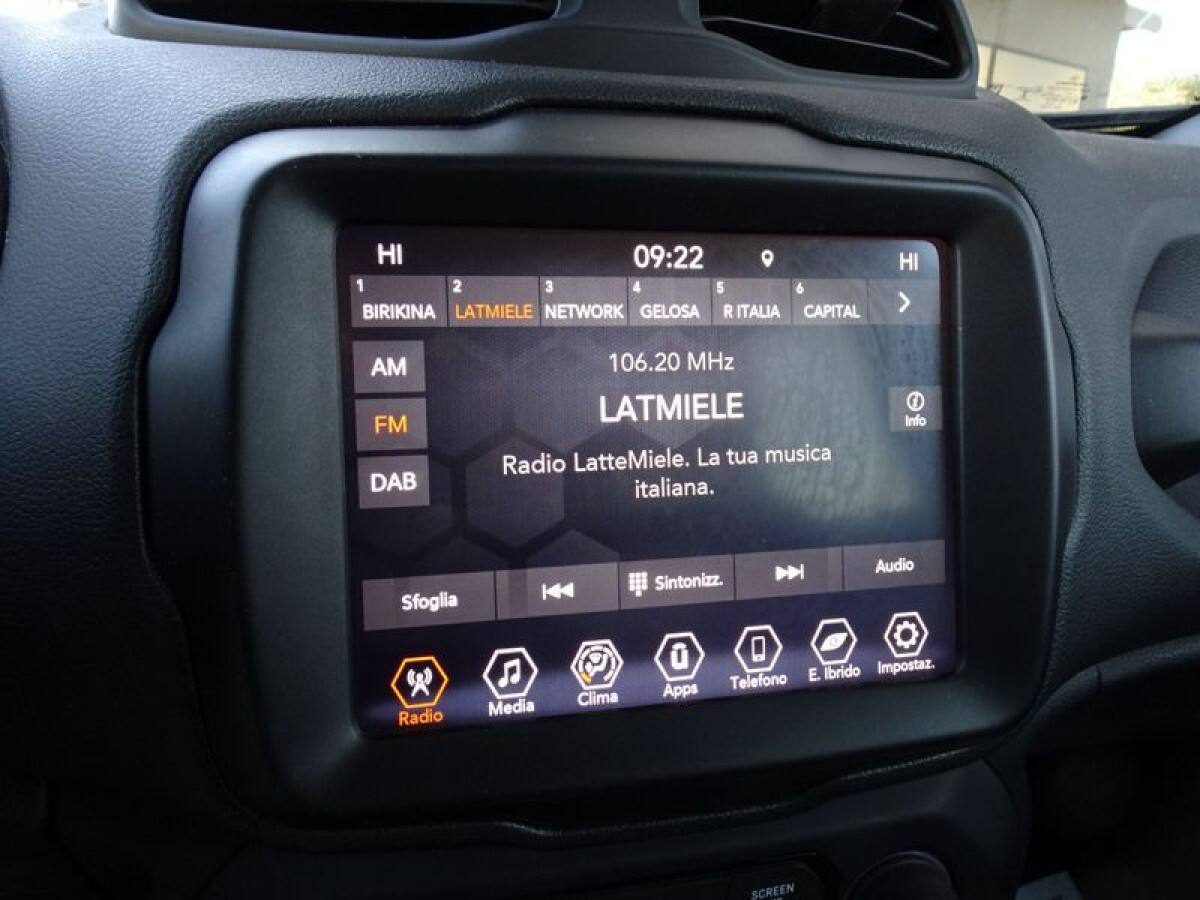 HI 09:22 HI
1 2 3 4 5 6
BIRIKINA LATMIELE NETWORK GELOSA R ITALIA CAPITAL
AM
FM
DAB
106.20 MHz
LATMIELE
Radio LatteMiele. La tua musica
italiana.
Info
Sfoglia Sintonizz. Audio
Radio Media Clima Apps Telefono E. Ibrido Impostaz.
SCREEN